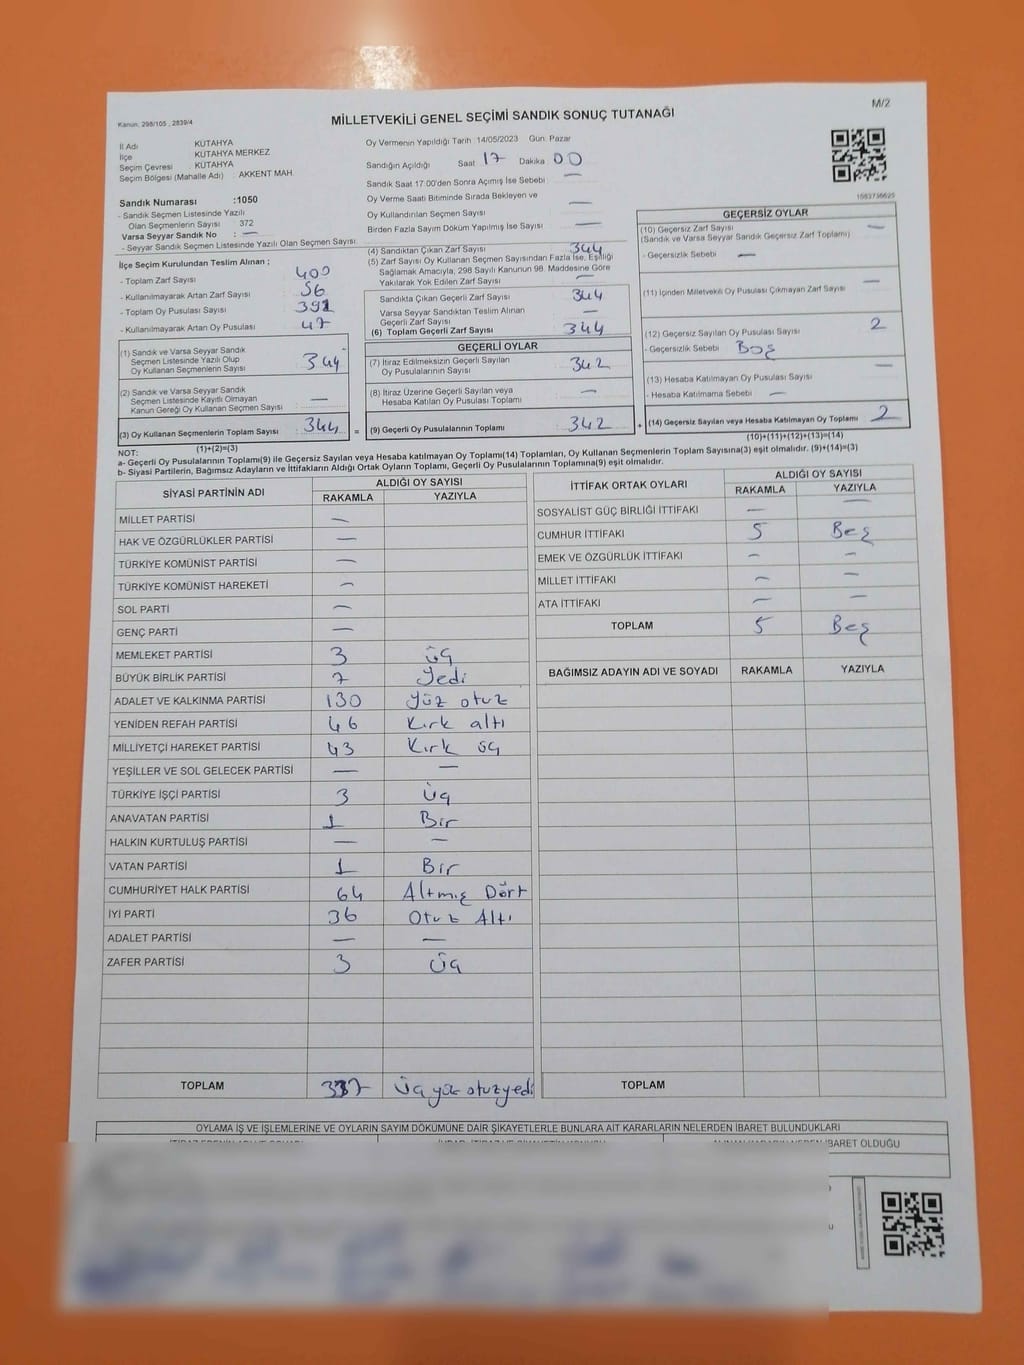 M/2
Kanun: 298/105 , 2839/4
MİLLETVEKİLİ GENEL SEÇİMİ SANDIK SONUÇ TUTANAĞI
İl Adı KÜTAHYA
İlçe KÜTAHYA MERKEZ
Seçim Çevresi KÜTAHYA
Seçim Bölgesi (Mahalle Adı) : AKKENT MAH.
Sandık Numarası :1050
- Sandık Seçmen Listesinde Yazılı
Olan Seçmenlerin Sayısı : 372
Varsa Seyyar Sandık No : —
- Seyyar Sandık Seçmen Listesinde Yazılı Olan Seçmen Sayısı:
Oy Vermenin Yapıldığı Tarih 14/05/2023 Gün: Pazar
Sandığın Açıldığı Saat 17 Dakika 00
Sandık Saat 17:00'den Sonra Açımış İse Sebebi : —
Oy Verme Saati Bitiminde Sırada Bekleyen ve
Oy Kullandırılan Seçmen Sayısı : —
Birden Fazla Sayım Döküm Yapılmış İse Sayısı : —
İlçe Seçim Kurulundan Teslim Alınan ;
- Toplam Zarf Sayısı : 400
- Kullanılmayarak Artan Zarf Sayısı : 56
- Toplam Oy Pusulası Sayısı : 391
- Kullanılmayarak Artan Oy Pusulası : 47
(1) Sandık ve Varsa Seyyar Sandık
Seçmen Listesinde Yazılı Olup
Oy Kullanan Seçmenlerin Sayısı : 344
(2) Sandık ve Varsa Seyyar Sandık
Seçmen Listesinde Kayıtlı Olmayan
Kanun Gereği Oy Kullanan Seçmen Sayısı : —
(3) Oy Kullanan Seçmenlerin Toplam Sayısı : 344
(1)+(2)=(3)
(4) Sandıktan Çıkan Zarf Sayısı : 344
(5) Zarf Sayısı Oy Kullanan Seçmen Sayısından Fazla İse, Eşitliği
Sağlamak Amacıyla, 298 Sayılı Kanunun 98. Maddesine Göre
Yakılarak Yok Edilen Zarf Sayısı : —
Sandıkta Çıkan Geçerli Zarf Sayısı : 344
Varsa Seyyar Sandıktan Teslim Alınan
Geçerli Zarf Sayısı : —
(6) Toplam Geçerli Zarf Sayısı : 344
GEÇERLİ OYLAR
(7) İtiraz Edilmeksizin Geçerli Sayılan
Oy Pusulalarının Sayısı : 342
(8) İtiraz Üzerine Geçerli Sayılan veya
Hesaba Katılan Oy Pusulası Toplamı : —
= (9) Geçerli Oy Pusulalarının Toplamı : 342 +
1583736625
GEÇERSİZ OYLAR
(10) Geçersiz Zarf Sayısı : —
(Sandık ve Varsa Seyyar Sandık Geçersiz Zarf Toplamı)
- Geçersizlik Sebebi : —
(11) İçinden Milletvekili Oy Pusulası Çıkmayan Zarf Sayısı : —
(12) Geçersiz Sayılan Oy Pusulası Sayısı : 2
- Geçersizlik Sebebi : Boş
(13) Hesaba Katılmayan Oy Pusulası Sayısı : —
- Hesaba Katılmama Sebebi : —
(14) Geçersiz Sayılan veya Hesaba Katılmayan Oy Toplamı : 2
(10)+(11)+(12)+(13)=(14)
NOT:
a- Geçerli Oy Pusulalarının Toplamı(9) ile Geçersiz Sayılan veya Hesaba katılmayan Oy Toplamı(14) Toplamları, Oy Kullanan Seçmenlerin Toplam Sayısına(3) eşit olmalıdır. (9)+(14)=(3)
b- Siyasi Partilerin, Bağımsız Adayların ve İttifakların Aldığı Ortak Oyların Toplamı, Geçerli Oy Pusulalarının Toplamına(9) eşit olmalıdır.
SİYASİ PARTİNİN ADI ALDIĞI OY SAYISI
RAKAMLA YAZIYLA
MİLLET PARTİSİ —
HAK VE ÖZGÜRLÜKLER PARTİSİ —
TÜRKİYE KOMÜNİST PARTİSİ —
TÜRKİYE KOMÜNİST HAREKETİ —
SOL PARTİ —
GENÇ PARTİ —
MEMLEKET PARTİSİ 3 üç
BÜYÜK BİRLİK PARTİSİ 7 Yedi
ADALET VE KALKINMA PARTİSİ 130 yüz otuz
YENİDEN REFAH PARTİSİ 46 Kırk altı
MİLLİYETÇİ HAREKET PARTİSİ 43 Kırk üç
YEŞİLLER VE SOL GELECEK PARTİSİ — —
TÜRKİYE İŞÇİ PARTİSİ 3 Üç
ANAVATAN PARTİSİ 1 Bir
HALKIN KURTULUŞ PARTİSİ — —
VATAN PARTİSİ 1 Bir
CUMHURİYET HALK PARTİSİ 64 Altmış Dört
İYİ PARTİ 36 Otuz Altı
ADALET PARTİSİ — —
ZAFER PARTİSİ 3 Üç
TOPLAM 337 Üç yüz otuzyedi
İTTİFAK ORTAK OYLARI ALDIĞI OY SAYISI
RAKAMLA YAZIYLA
SOSYALİST GÜÇ BİRLİĞİ İTTİFAKI — —
CUMHUR İTTİFAKI 5 Beş
EMEK VE ÖZGÜRLÜK İTTİFAKI — —
MİLLET İTTİFAKI — —
ATA İTTİFAKI — —
TOPLAM 5 Beş
BAĞIMSIZ ADAYIN ADI VE SOYADI RAKAMLA YAZIYLA
TOPLAM
OYLAMA İŞ VE İŞLEMLERİNE VE OYLARIN SAYIM DÖKÜMÜNE DAİR ŞİKAYETLERLE BUNLARA AİT KARARLARIN NELERDEN İBARET BULUNDUKLARI
İBARET OLDUĞU